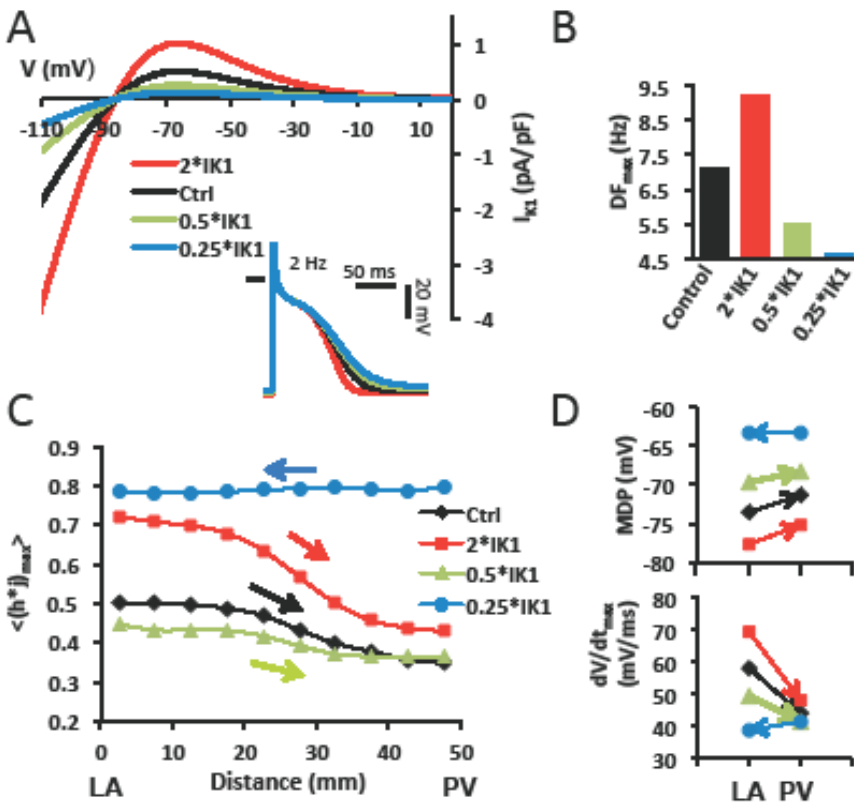 A
V (mV)
-110 -90 -70 -50 -30 -10 10
1
0
-1
-2
-3
-4
I_K1 (pA/pF)
2*IK1
Ctrl
0.5*IK1
0.25*IK1
2 Hz
50 ms
20 mV
B
DF_max (Hz)
9.5
8.5
7.5
6.5
5.5
4.5
Control
2*IK1
0.5*IK1
0.25*IK1
C
<(h*j)_max>
0.9
0.8
0.7
0.6
0.5
0.4
0.3
0.2
Ctrl
2*IK1
0.5*IK1
0.25*IK1
0 10 20 30 40 50
LA Distance (mm) PV
D
MDP (mV)
-60
-65
-70
-75
-80
dV/dt_max
(mV/ms)
80
70
60
50
40
30
LA PV